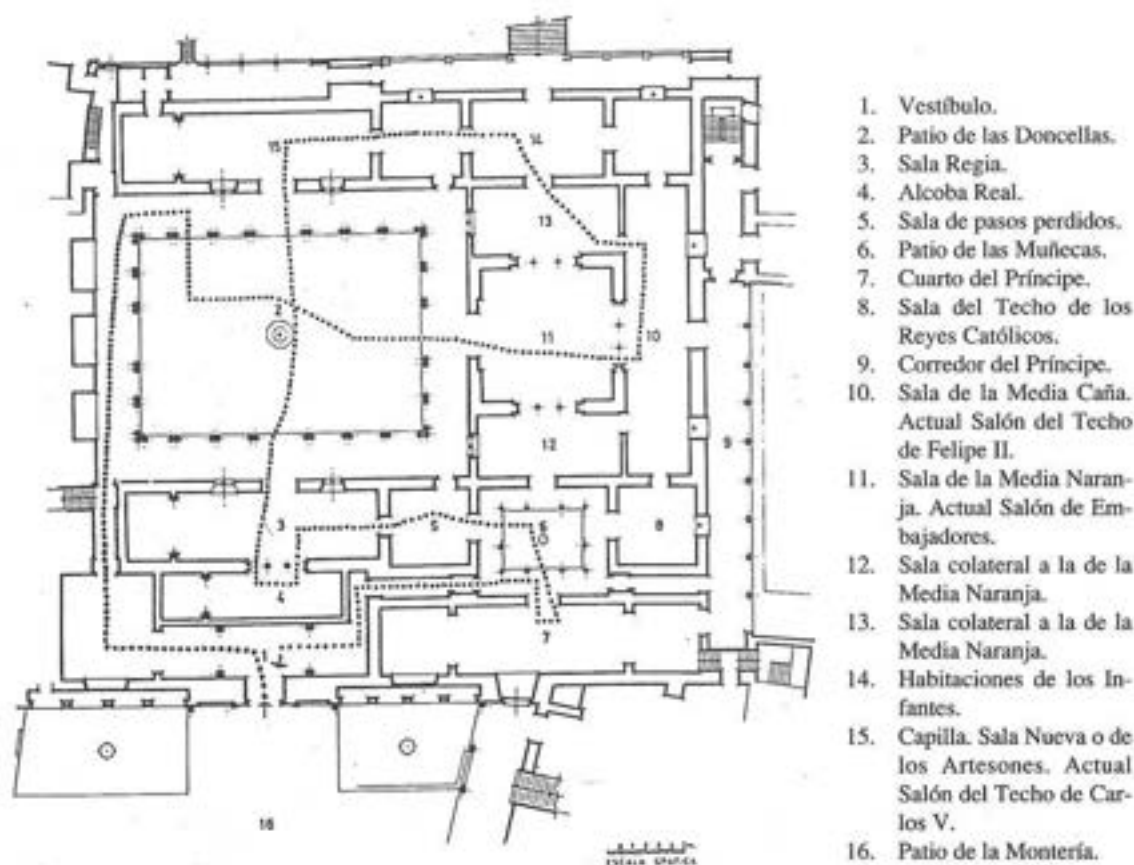 15
14
13
2
11
10
12
9
3
5
6
8
4
7
1
16
ESCALA GRAFICA
1. Vestíbulo.
2. Patio de las Doncellas.
3. Sala Regia.
4. Alcoba Real.
5. Sala de pasos perdidos.
6. Patio de las Muñecas.
7. Cuarto del Príncipe.
8. Sala del Techo de los
Reyes Católicos.
9. Corredor del Príncipe.
10. Sala de la Media Caña.
Actual Salón del Techo
de Felipe II.
11. Sala de la Media Naran-
ja. Actual Salón de Em-
bajadores.
12. Sala colateral a la de la
Media Naranja.
13. Sala colateral a la de la
Media Naranja.
14. Habitaciones de los In-
fantes.
15. Capilla. Sala Nueva o de
los Artesones. Actual
Salón del Techo de Car-
los V.
16. Patio de la Montería.